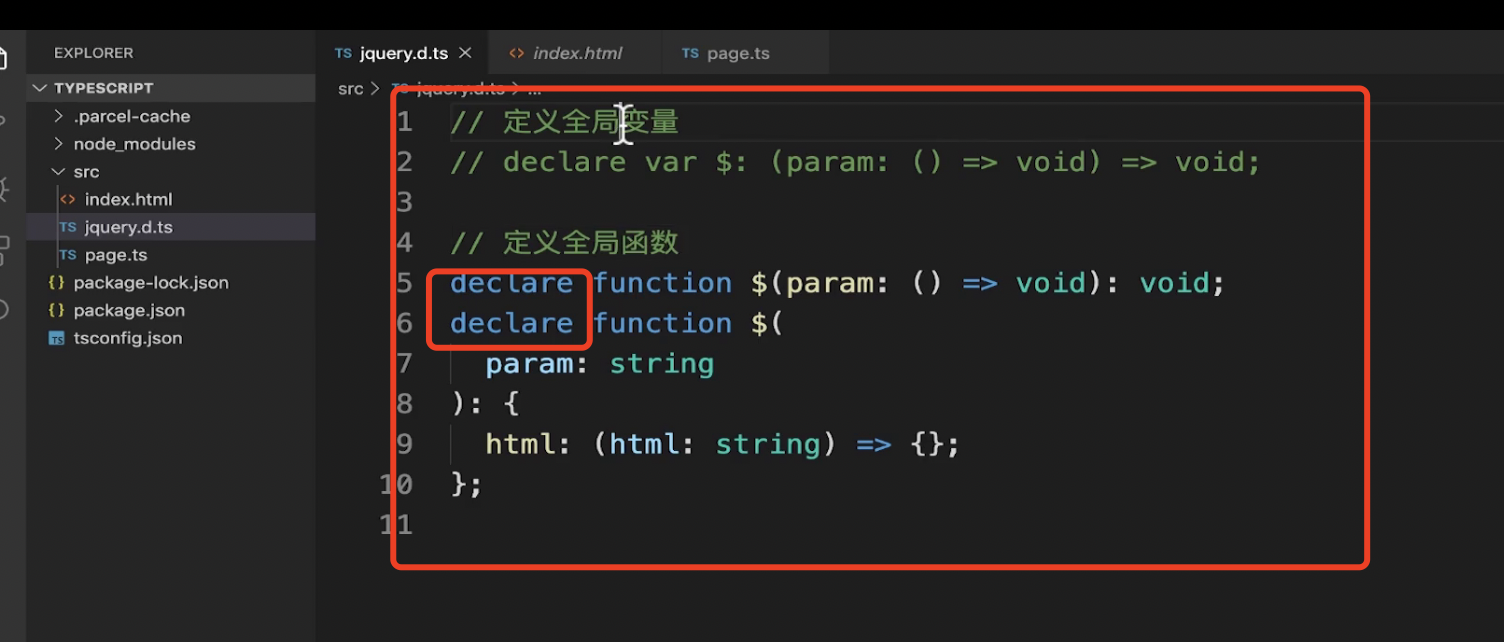 EXPLORER
TYPESCRIPT
.parcel-cache
node_modules
src
index.html
TS jquery.d.ts
TS page.ts
{} package-lock.json
{} package.json
TS tsconfig.json
TS jquery.d.ts × <> index.html TS page.ts
src > TS jquery.d.ts > ...
1 // 定义全局变量
2 // declare var $: (param: () => void) => void;
3
4 // 定义全局函数
5 declare function $(param: () => void): void;
6 declare function $(
7 param: string
8 ): {
9 html: (html: string) => {};
10 };
11